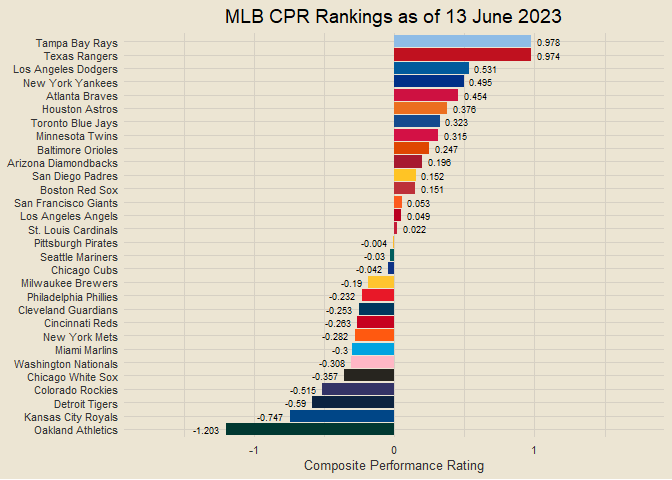 MLB CPR Rankings as of 13 June 2023
Tampa Bay Rays 0.978
Texas Rangers 0.974
Los Angeles Dodgers 0.531
New York Yankees 0.495
Atlanta Braves 0.454
Houston Astros 0.376
Toronto Blue Jays 0.323
Minnesota Twins 0.315
Baltimore Orioles 0.247
Arizona Diamondbacks 0.196
San Diego Padres 0.152
Boston Red Sox 0.151
San Francisco Giants 0.053
Los Angeles Angels 0.049
St. Louis Cardinals 0.022
Pittsburgh Pirates -0.004
Seattle Mariners -0.03
Chicago Cubs -0.042
Milwaukee Brewers -0.19
Philadelphia Phillies -0.232
Cleveland Guardians -0.253
Cincinnati Reds -0.263
New York Mets -0.282
Miami Marlins -0.3
Washington Nationals -0.308
Chicago White Sox -0.357
Colorado Rockies -0.515
Detroit Tigers -0.59
Kansas City Royals -0.747
Oakland Athletics -1.203
-1 0 1
Composite Performance Rating